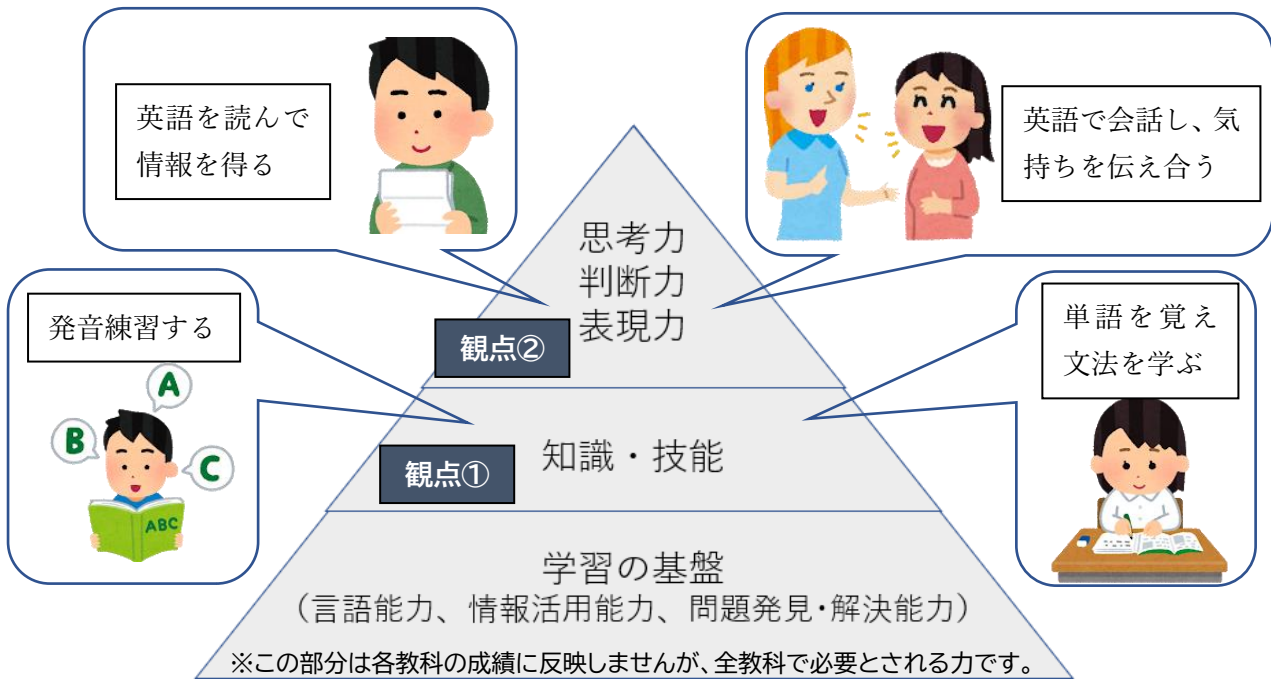 英語を読んで
情報を得る
英語で会話し、気
持ちを伝え合う
思考力
判断力
表現力
観点②
発音練習する
A
B
C
ABC
単語を覚え
文法を学ぶ
知識・技能
観点①
学習の基盤
（言語能力、情報活用能力、問題発見・解決能力）
※この部分は各教科の成績に反映しませんが、全教科で必要とされる力です。